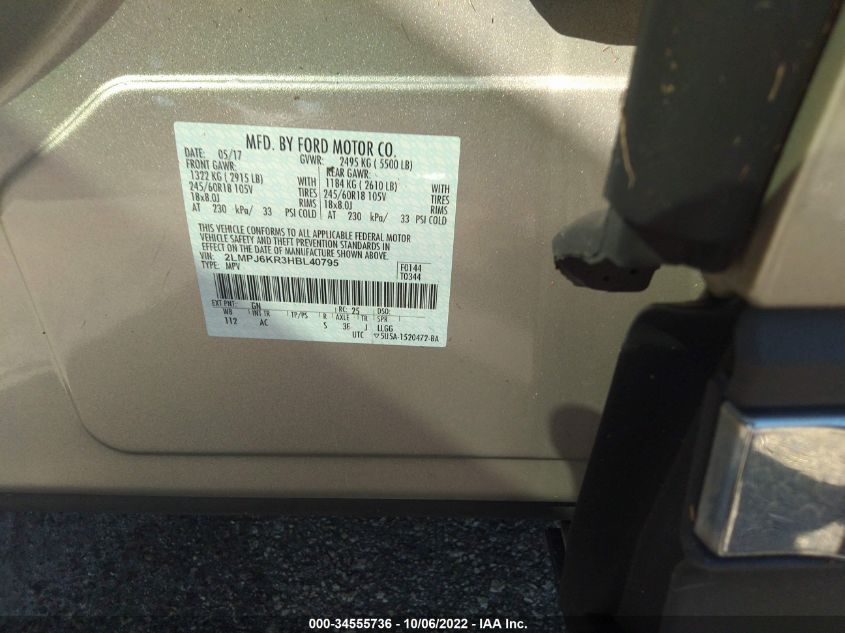 MFD. BY FORD MOTOR CO.
DATE: 05/17 GVWR: 2495 KG ( 5500 LB)
FRONT GAWR: REAR GAWR:
1322 KG ( 2915 LB) WITH 1184 KG ( 2610 LB) WITH
245/60R18 105V TIRES 245/60R18 105V TIRES
18x8.0J RIMS 18x8.0J RIMS
AT 230 kPa/ 33 PSI COLD AT 230 kPa/ 33 PSI COLD
THIS VEHICLE CONFORMS TO ALL APPLICABLE FEDERAL MOTOR
VEHICLE SAFETY AND THEFT PREVENTION STANDARDS IN
EFFECT ON THE DATE OF MANUFACTURE SHOWN ABOVE.
VIN: 2LMPJ6KR3HBL40795
TYPE: MPV F0144
T0344
EXT PNT: GN RC: 25 DSO:
WB INT TR TP/PS R AXLE TR SPR
112 AC S 36 J LLGG
UTC ▽5U5A-1520472-BA
000-34555736 - 10/06/2022 - IAA Inc.